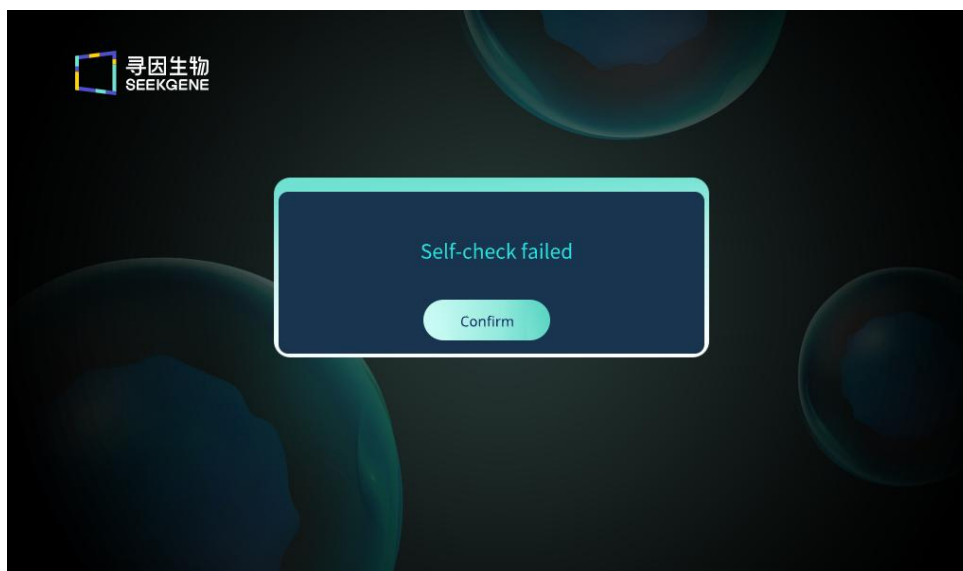 寻因生物
SEEKGENE
Self-check failed
Confirm